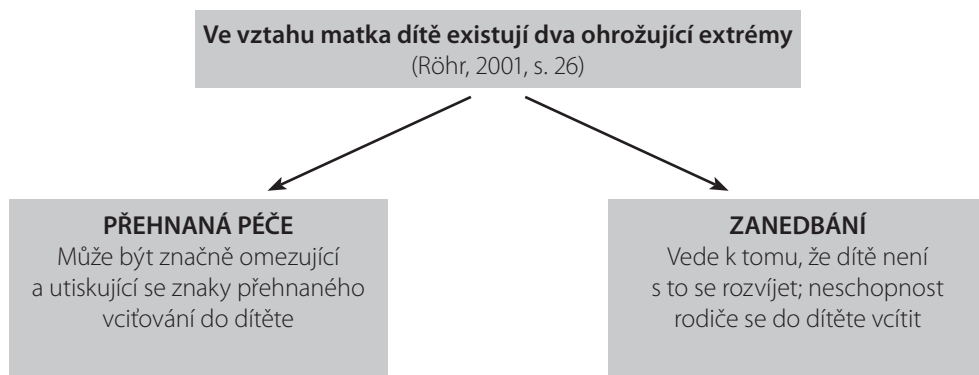 Ve vztahu matka dítě existují dva ohrožující extrémy
(Röhr, 2001, s. 26)
PŘEHNANÁ PÉČE
Může být značně omezující
a utiskující se znaky přehnaného
vciťování do dítěte
ZANEDBÁNÍ
Vede k tomu, že dítě není
s to se rozvíjet; neschopnost
rodiče se do dítěte vcítit